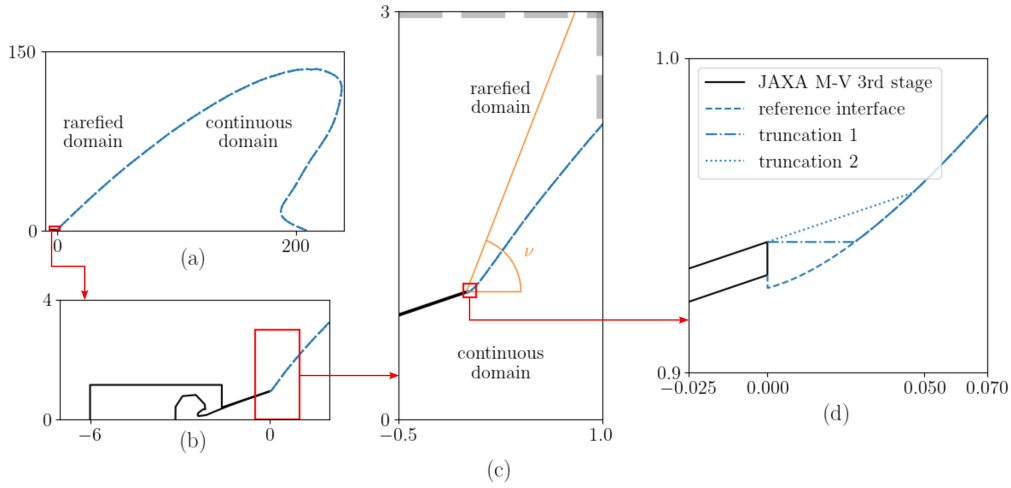 150
0
rarefied
domain
continuous
domain
0
200
(a)
4
0
−6
0
(b)
3
0
rarefied
domain
ν
continuous
domain
−0.5
1.0
(c)
1.0
0.9
JAXA M-V 3rd stage
reference interface
truncation 1
truncation 2
−0.025
0.000
0.050
0.070
(d)